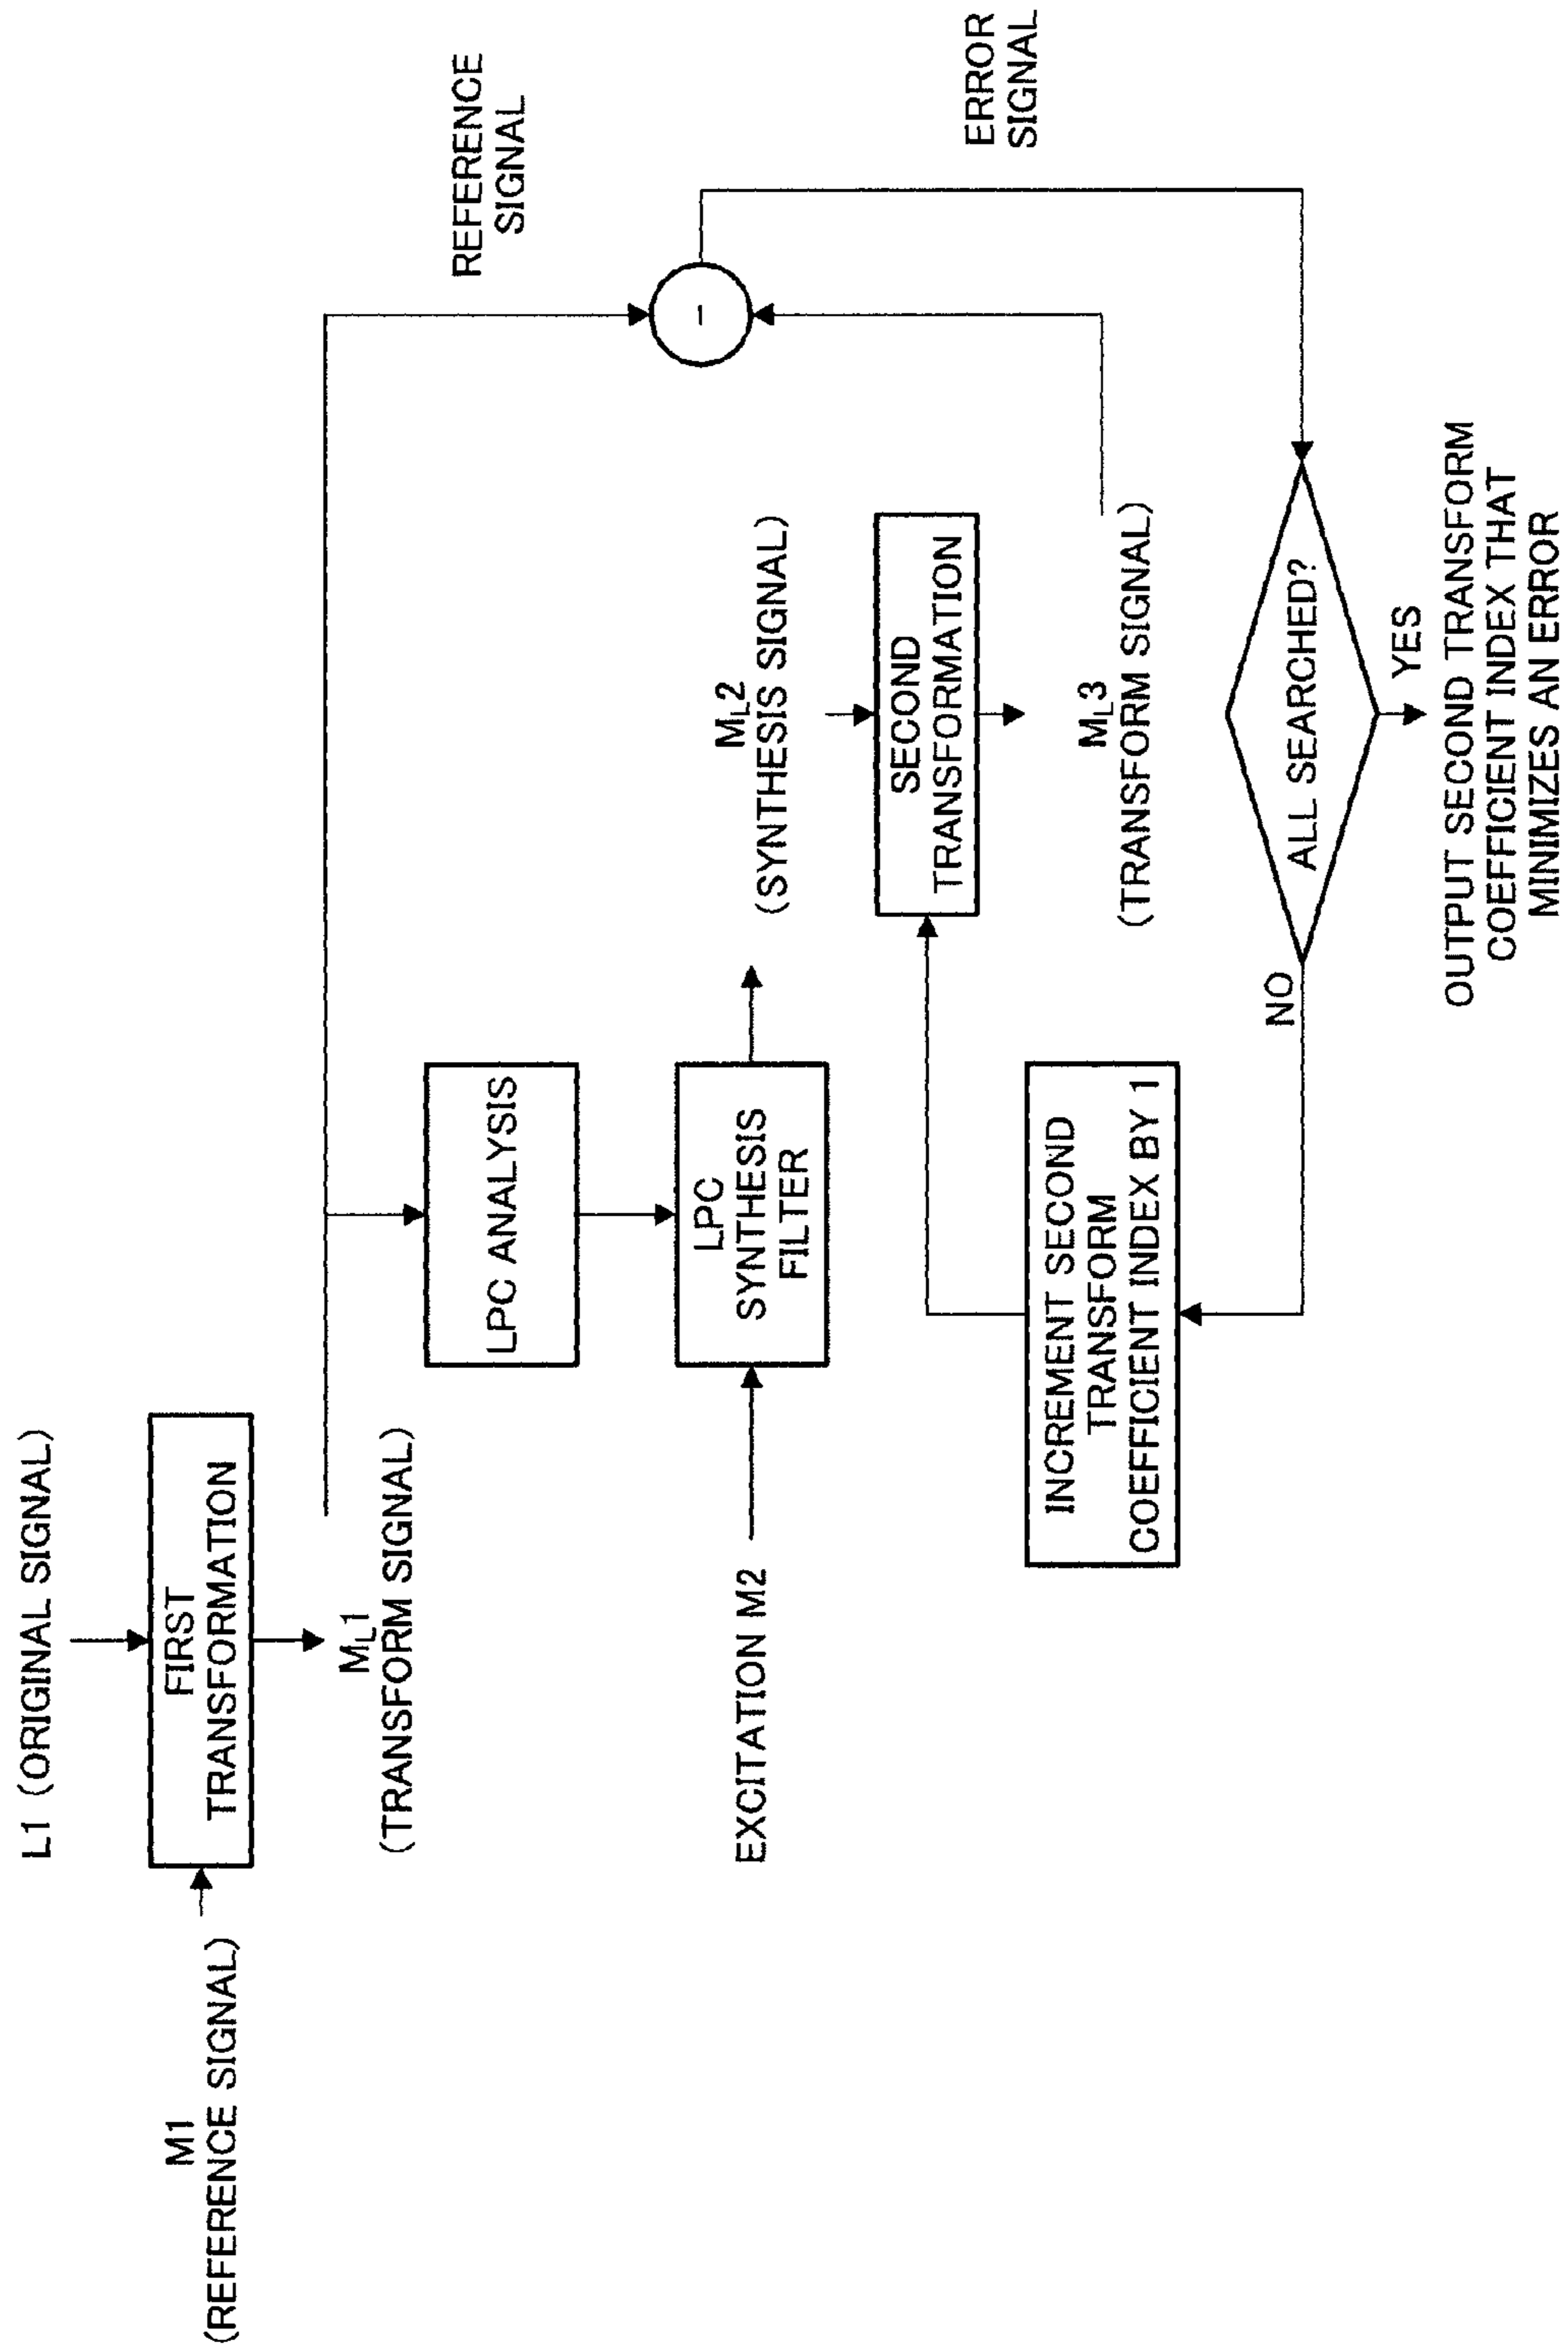 L1 (ORIGINAL SIGNAL)
M1
(REFERENCE SIGNAL)
FIRST
TRANSFORMATION
ML1
(TRANSFORM SIGNAL)
REFERENCE
SIGNAL
LPC ANALYSIS
EXCITATION M2
LPC
SYNTHESIS
FILTER
ML2
(SYNTHESIS SIGNAL)
-
SECOND
TRANSFORMATION
ERROR
SIGNAL
ML3
(TRANSFORM SIGNAL)
INCREMENT SECOND
TRANSFORM
COEFFICIENT INDEX BY 1
NO
ALL SEARCHED?
YES
OUTPUT SECOND TRANSFORM
COEFFICIENT INDEX THAT
MINIMIZES AN ERROR